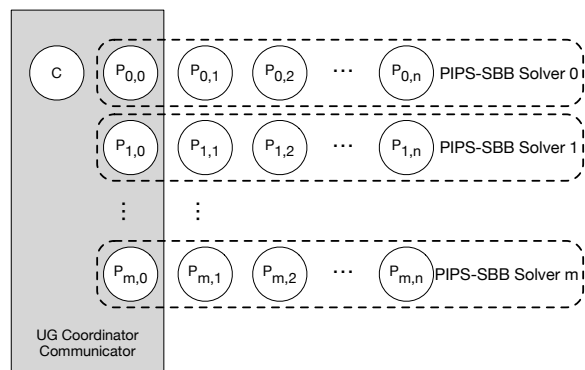 C P0,0 P0,1 P0,2 ... P0,n PIPS-SBB Solver 0
P1,0 P1,1 P1,2 ... P1,n PIPS-SBB Solver 1
⋮ ⋮
Pm,0 Pm,1 Pm,2 ... Pm,n PIPS-SBB Solver m
UG Coordinator
Communicator